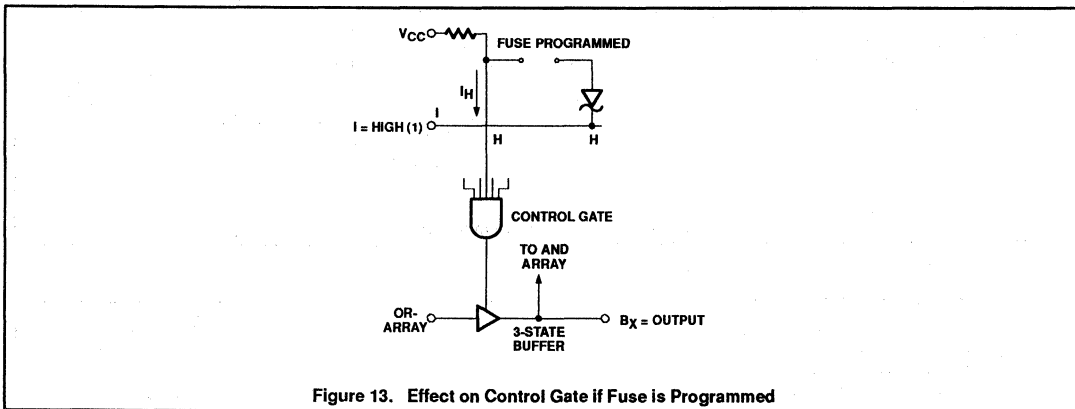 VCC
FUSE PROGRAMMED
IH
I
I = HIGH (1)
H
H
CONTROL GATE
TO AND
ARRAY
OR-
ARRAY
3-STATE
BUFFER
BX = OUTPUT
Figure 13. Effect on Control Gate if Fuse is Programmed